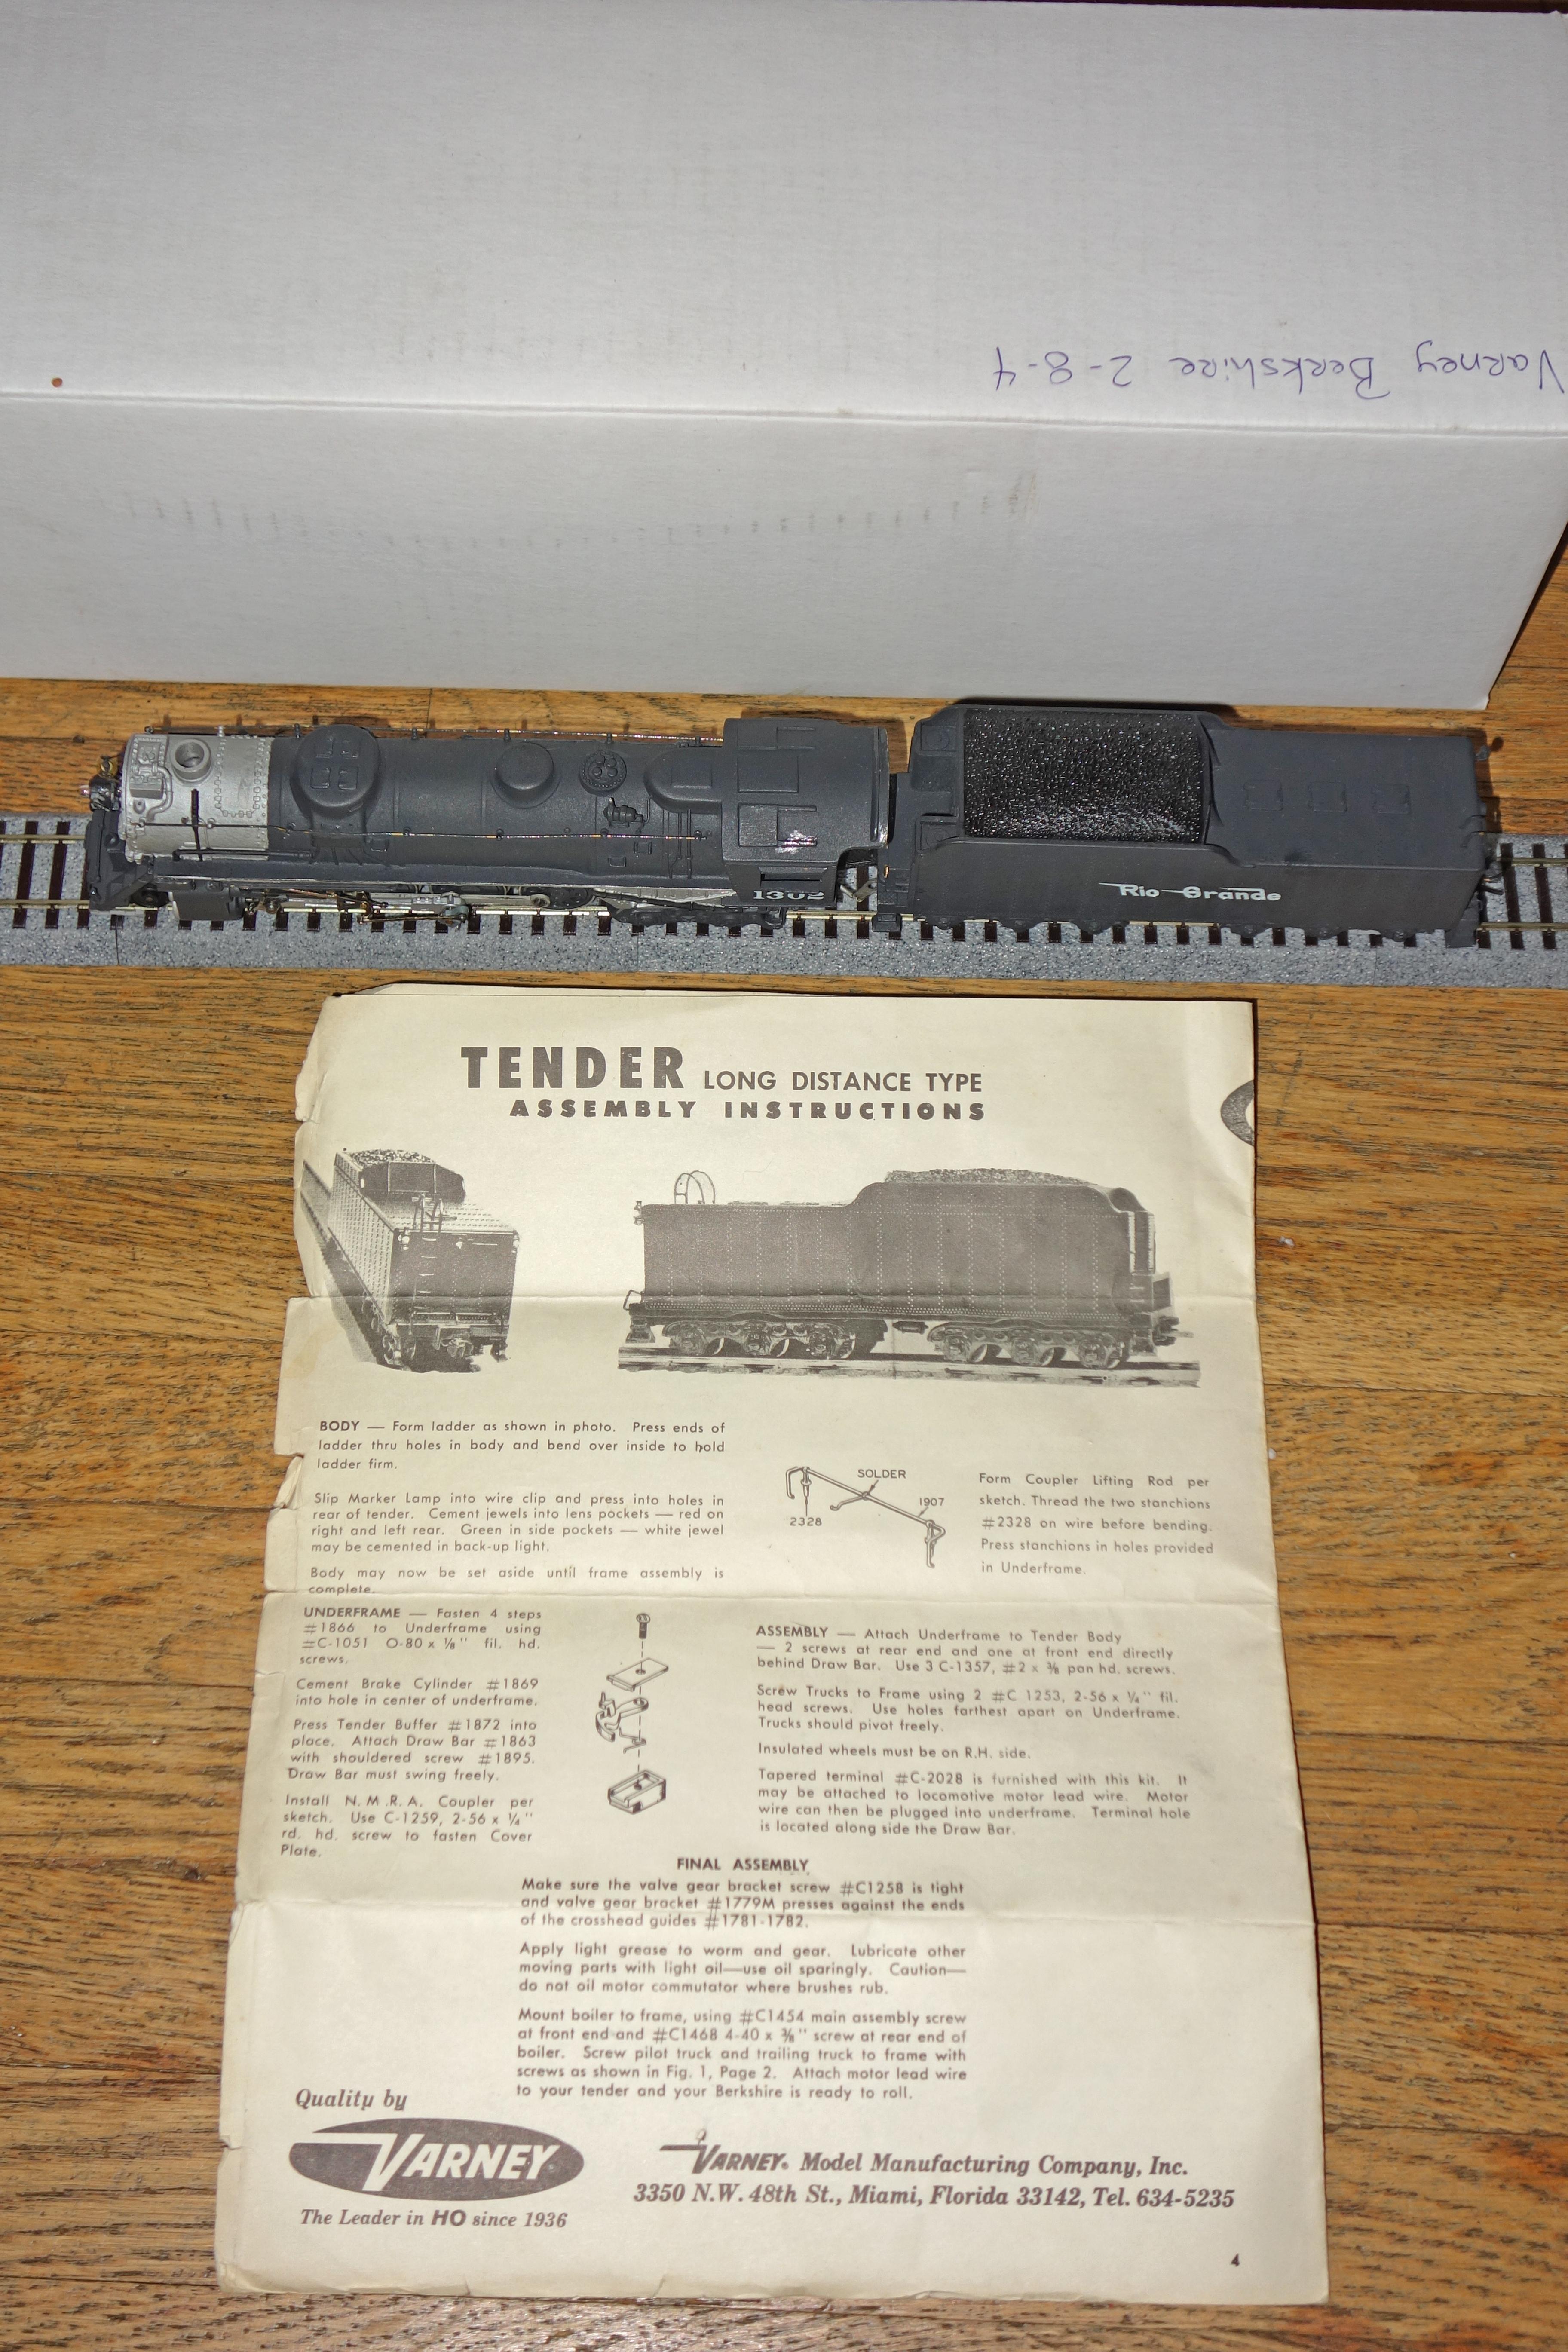 Varney Berkshire 2-8-4
1302
Rio Grande
TENDER LONG DISTANCE TYPE
ASSEMBLY INSTRUCTIONS
BODY — Form ladder as shown in photo. Press ends of
ladder thru holes in body and bend over inside to hold
ladder firm.
Slip Marker Lamp into wire clip and press into holes in
rear of tender. Cement jewels into lens pockets — red on
right and left rear. Green in side pockets — white jewel
may be cemented in back-up light.
Body may now be set aside until frame assembly is
complete.
SOLDER
1907
2328
Form Coupler Lifting Rod per
sketch. Thread the two stanchions
#2328 on wire before bending.
Press stanchions in holes provided
in Underframe.
UNDERFRAME — Fasten 4 steps
#1866 to Underframe using
#C-1051 O-80 x ⅛" fil. hd.
screws.
Cement Brake Cylinder #1869
into hole in center of underframe.
Press Tender Buffer #1872 into
place. Attach Draw Bar #1863
with shouldered screw #1895.
Draw Bar must swing freely.
Install N.M.R.A. Coupler per
sketch. Use C-1259, 2-56 x ¼"
rd. hd. screw to fasten Cover
Plate.
ASSEMBLY — Attach Underframe to Tender Body
— 2 screws at rear end and one at front end directly
behind Draw Bar. Use 3 C-1357, #2 x ⅜ pan hd. screws.
Screw Trucks to Frame using 2 #C 1253, 2-56 x ¼" fil.
head screws. Use holes farthest apart on Underframe.
Trucks should pivot freely.
Insulated wheels must be on R.H. side.
Tapered terminal #C-2028 is furnished with this kit. It
may be attached to locomotive motor lead wire. Motor
wire can then be plugged into underframe. Terminal hole
is located along side the Draw Bar.
FINAL ASSEMBLY
Make sure the valve gear bracket screw #C1258 is tight
and valve gear bracket #1779M presses against the ends
of the crosshead guides #1781-1782.
Apply light grease to worm and gear. Lubricate other
moving parts with light oil—use oil sparingly. Caution—
do not oil motor commutator where brushes rub.
Mount boiler to frame, using #C1454 main assembly screw
at front end and #C1468 4-40 x ⅜" screw at rear end of
boiler. Screw pilot truck and trailing truck to frame with
screws as shown in Fig. 1, Page 2. Attach motor lead wire
to your tender and your Berkshire is ready to roll.
Quality by
VARNEY
The Leader in HO since 1936
VARNEY® Model Manufacturing Company, Inc.
3350 N.W. 48th St., Miami, Florida 33142, Tel. 634-5235
4